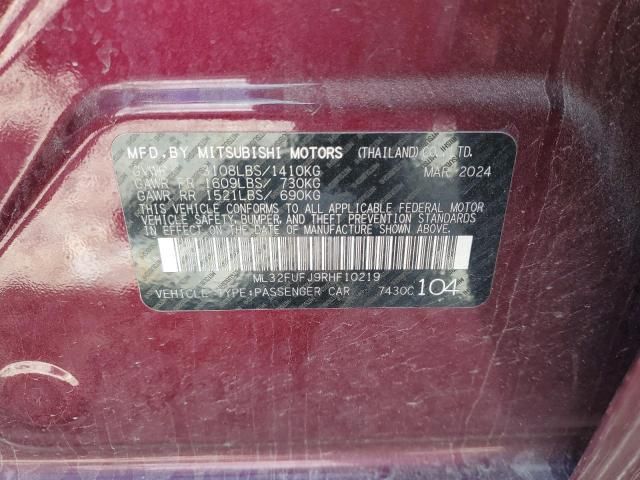 MFD.BY MITSUBISHI MOTORS (THAILAND) CO., LTD.
GVWR 3108LBS/1410KG MAR 2024
GAWR FR 1609LBS/ 730KG
GAWR RR 1521LBS/ 690KG
THIS VEHICLE CONFORMS TO ALL APPLICABLE FEDERAL MOTOR
VEHICLE SAFETY,BUMPER, AND THEFT PREVENTION STANDARDS
IN EFFECT ON THE DATE OF MANUFACTURE SHOWN ABOVE.
ML32FUFJ9RHF10219
VEHICLE TYPE:PASSENGER CAR 7430C 104